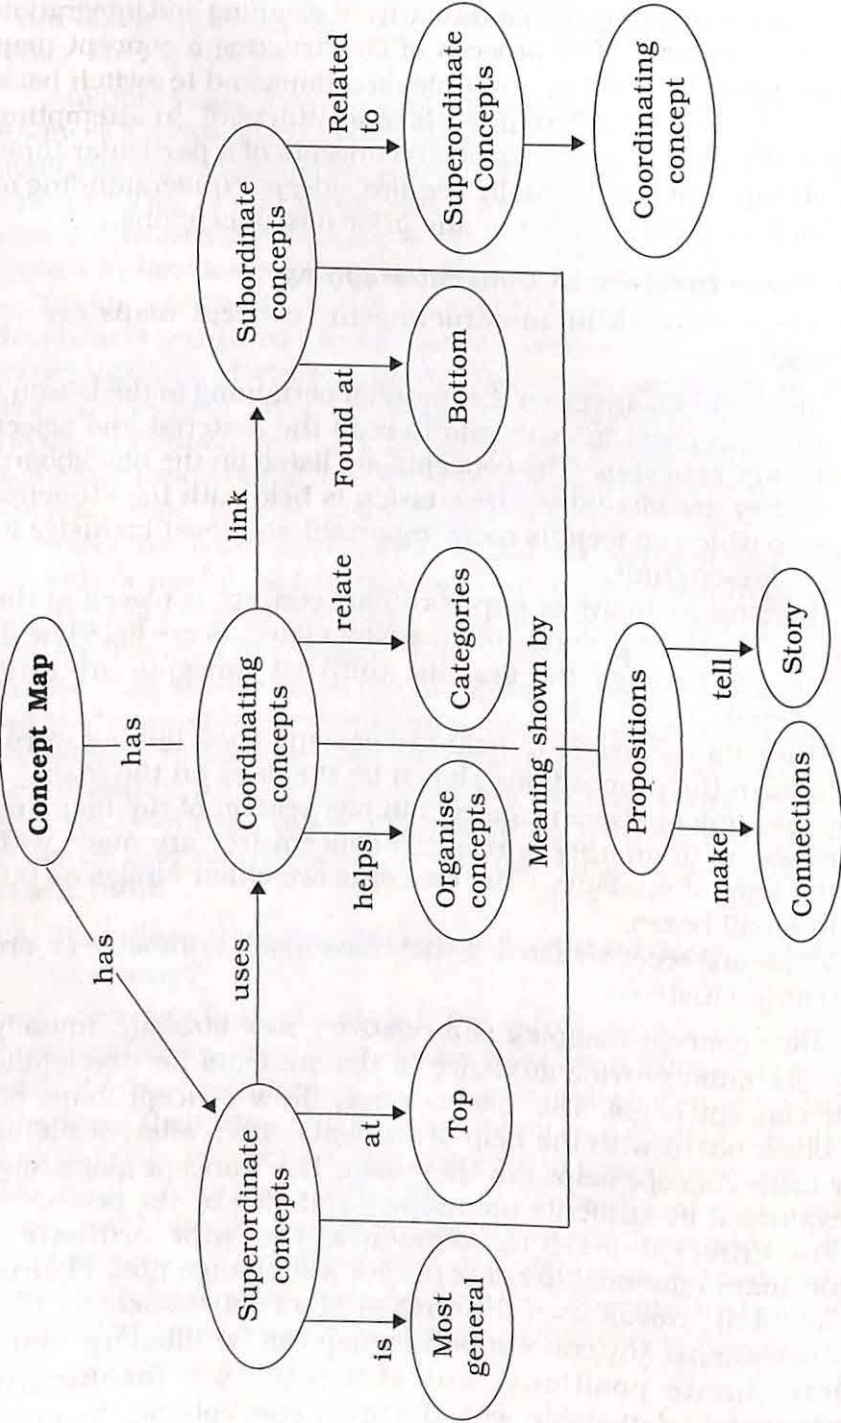 Concept Map
has
has
Superordinate
concepts
uses
Coordinating
concepts
link
Subordinate
concepts
is
at
helps
relate
Found at
Related
to
Most
general
Top
Organise
concepts
Categories
Bottom
Superordinate
Concepts
Meaning shown by
Coordinating
concept
Propositions
make
tell
Connections
Story